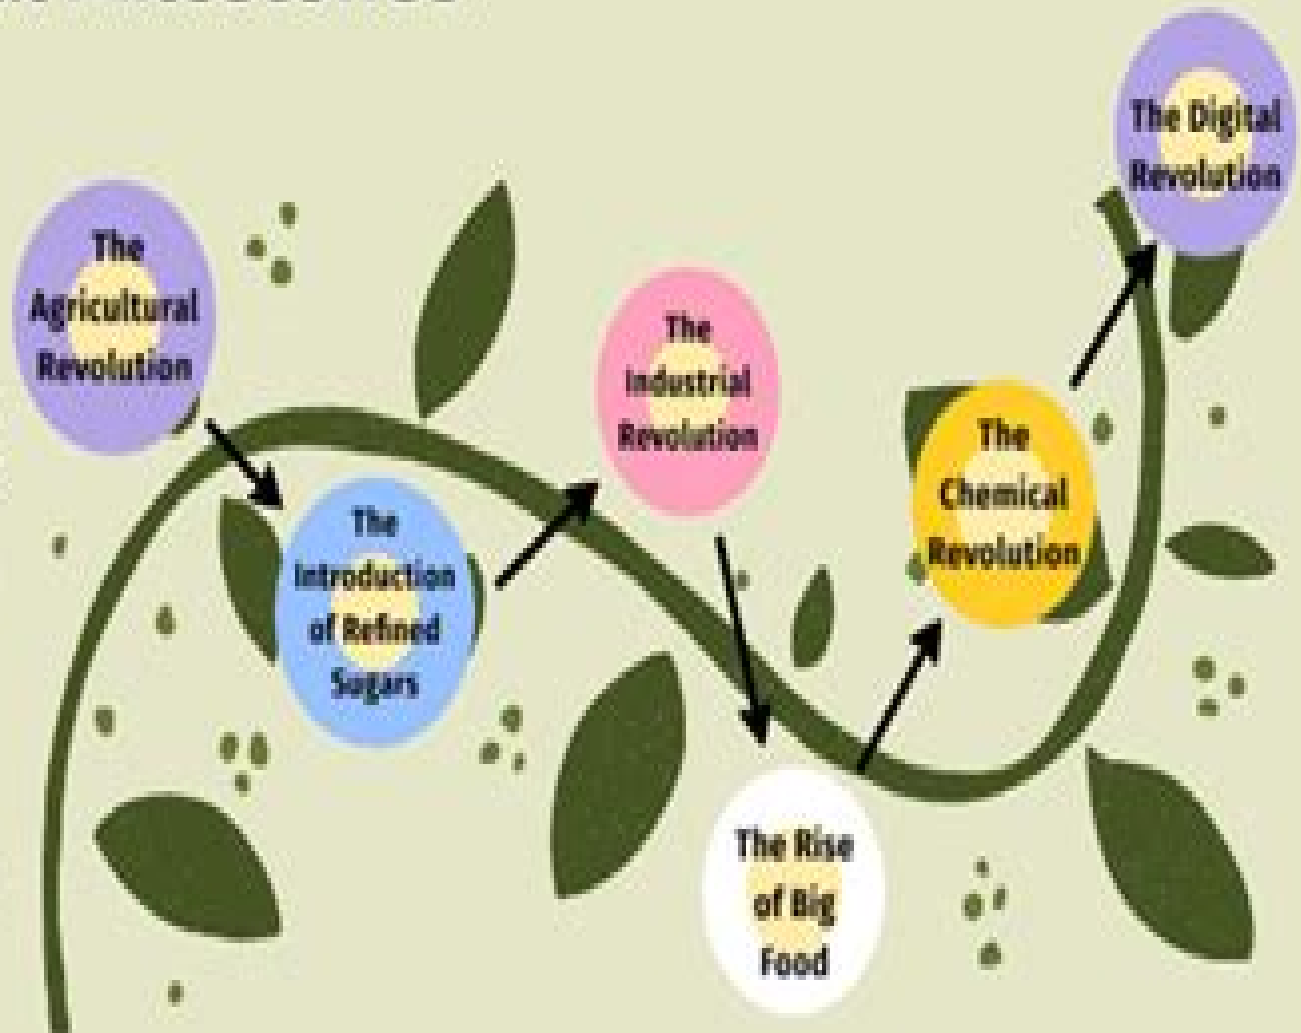 The
Agricultural
Revolution
The
Introduction
of Refined
Sugars
The
Industrial
Revolution
The Rise
of Big
Food
The
Chemical
Revolution
The Digital
Revolution